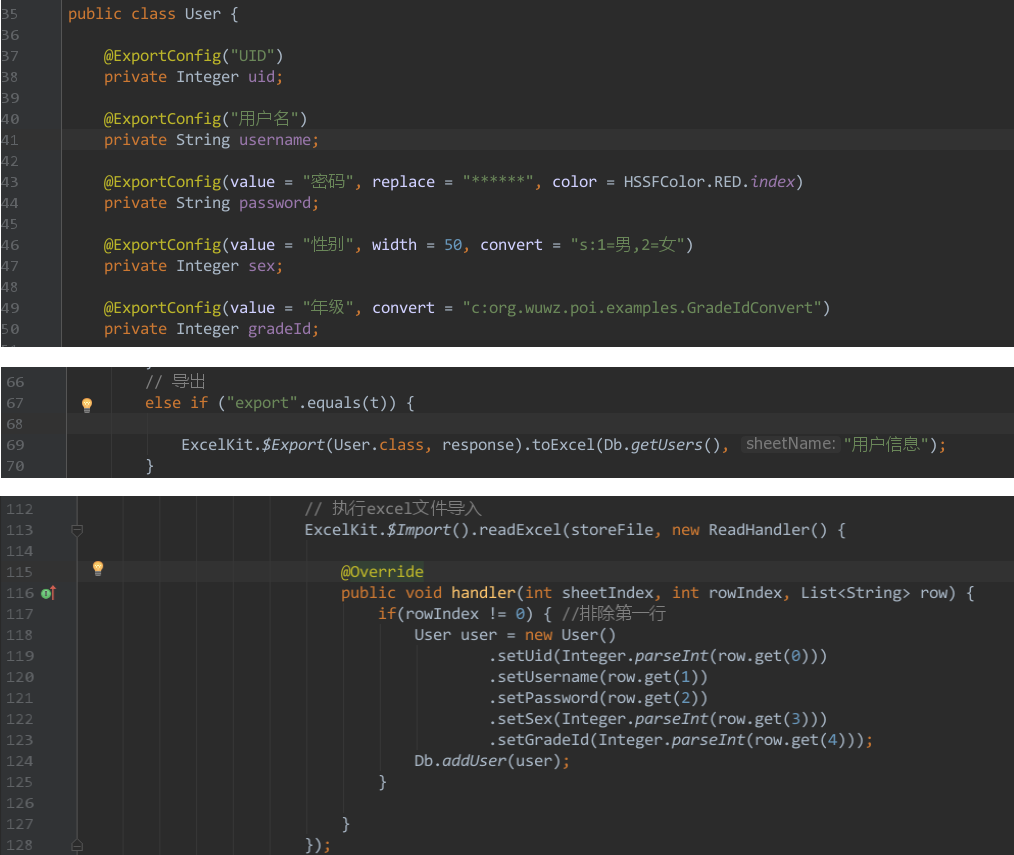 35 public class User {
36
37 @ExportConfig("UID")
38 private Integer uid;
39
40 @ExportConfig("用户名")
41 private String username;
42
43 @ExportConfig(value = "密码", replace = "******", color = HSSFColor.RED.index)
44 private String password;
45
46 @ExportConfig(value = "性别", width = 50, convert = "s:1=男,2=女")
47 private Integer sex;
48
49 @ExportConfig(value = "年级", convert = "c:org.wuwz.poi.examples.GradeIdConvert")
50 private Integer gradeId;
66 // 导出
67 else if ("export".equals(t)) {
68
69 ExcelKit.$Export(User.class, response).toExcel(Db.getUsers(), sheetName: "用户信息");
70 }
112 // 执行excel文件导入
113 ExcelKit.$Import().readExcel(storeFile, new ReadHandler() {
114
115 @Override
116 public void handler(int sheetIndex, int rowIndex, List<String> row) {
117 if(rowIndex != 0) { //排除第一行
118 User user = new User()
119 .setUid(Integer.parseInt(row.get(0)))
120 .setUsername(row.get(1))
121 .setPassword(row.get(2))
122 .setSex(Integer.parseInt(row.get(3)))
123 .setGradeId(Integer.parseInt(row.get(4)));
124 Db.addUser(user);
125 }
126
127 }
128 });